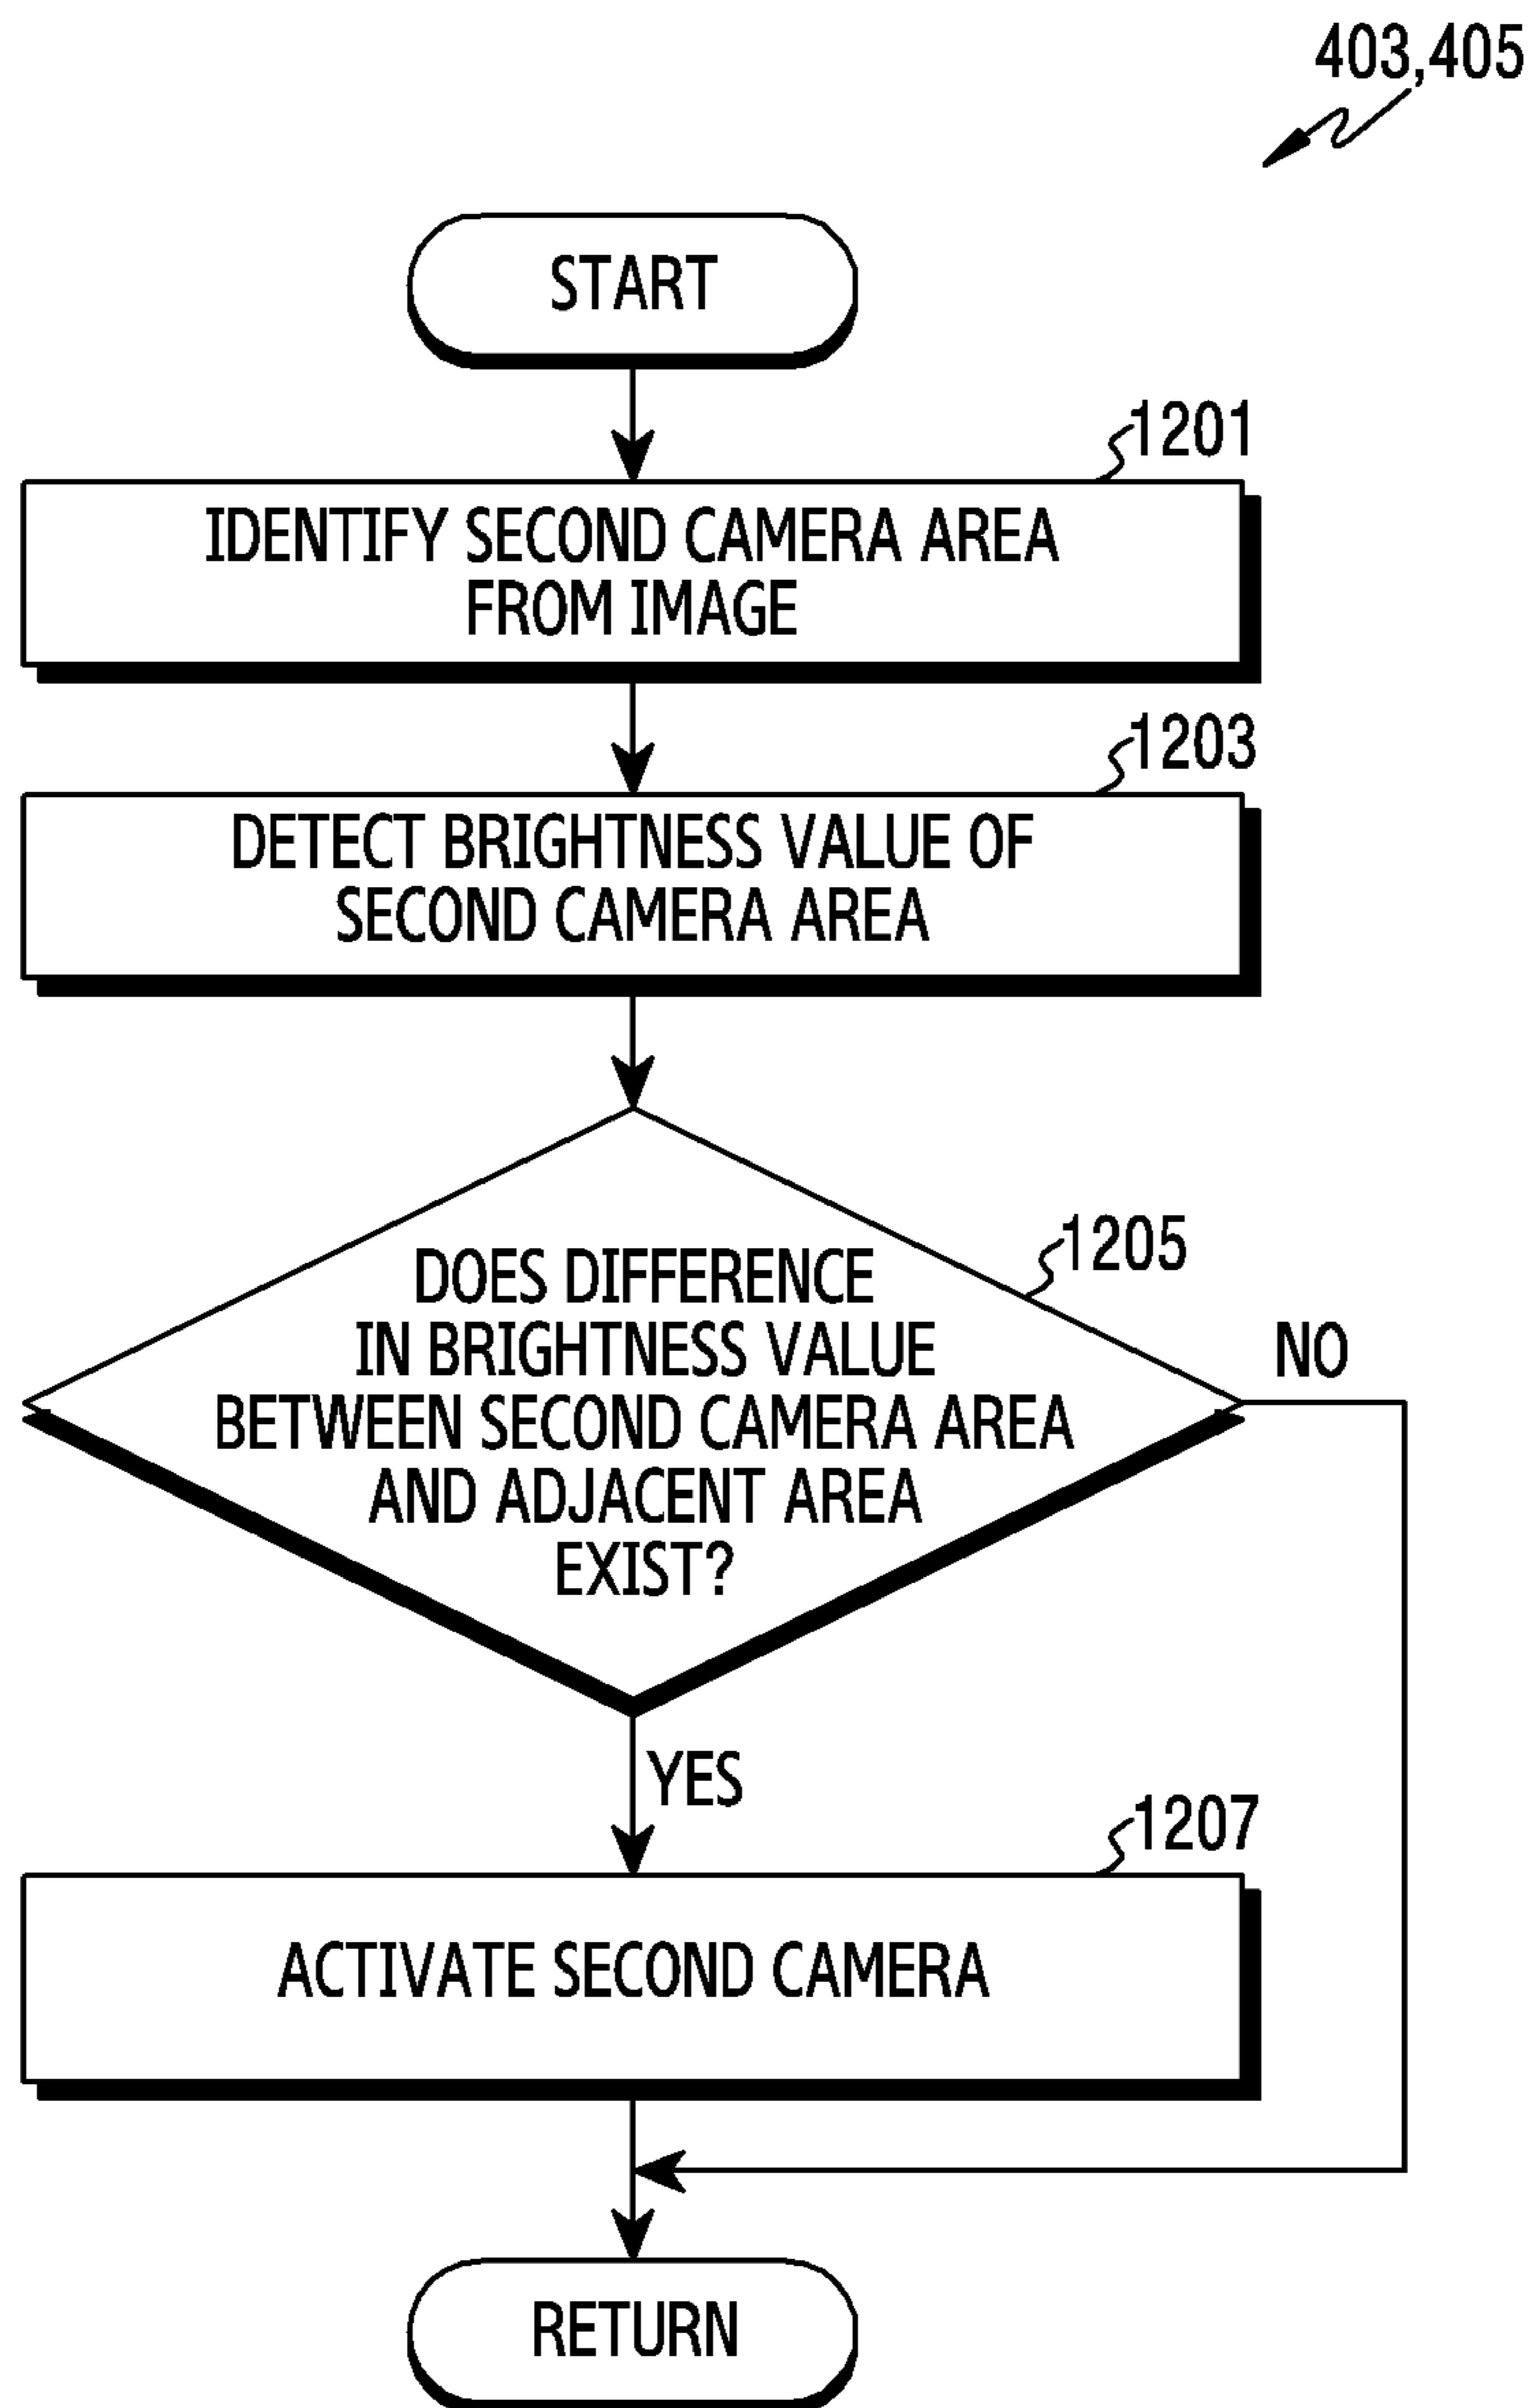 403,405
START
1201
IDENTIFY SECOND CAMERA AREA
FROM IMAGE
1203
DETECT BRIGHTNESS VALUE OF
SECOND CAMERA AREA
1205
DOES DIFFERENCE
IN BRIGHTNESS VALUE
BETWEEN SECOND CAMERA AREA
AND ADJACENT AREA
EXIST?
NO
YES
1207
ACTIVATE SECOND CAMERA
RETURN